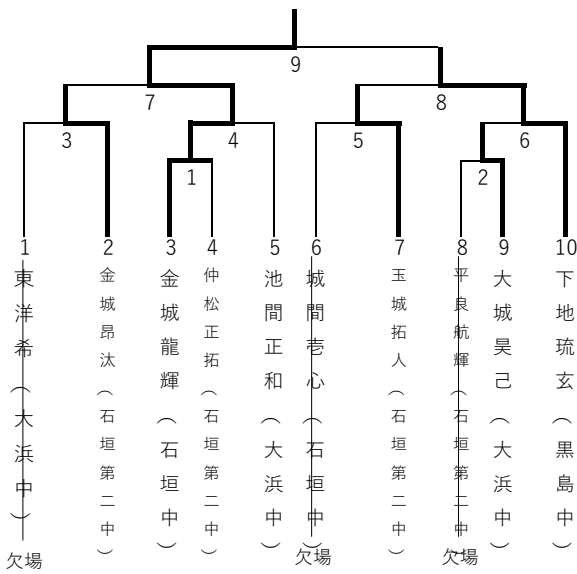 9
7
8
3
4
5
6
1
2
1
2
3
4
5
6
7
8
9
10
東洋希(大浜中)
金城昂汰(石垣第二中)
金城龍輝(石垣中)
仲松正拓(石垣第二中)
池間正和(大浜中)
城間壱心(石垣中)
玉城拓人(石垣第二中)
平良航輝(石垣第二中)
大城昊己(大浜中)
下地琉玄(黒島中)
欠場
欠場
欠場